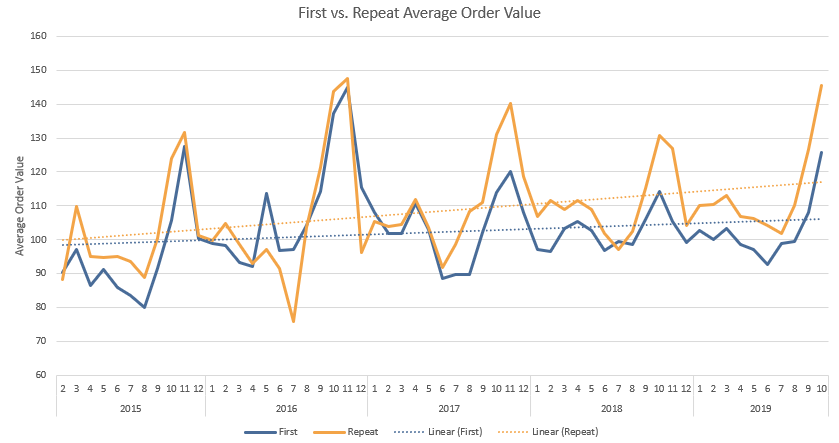 First vs. Repeat Average Order Value
160
150
140
130
120
110
100
90
80
70
60
Average Order Value
2 3 4 5 6 7 8 9 10 11 12 1 2 3 4 5 6 7 8 9 10 11 12 1 2 3 4 5 6 7 8 9 10 11 12 1 2 3 4 5 6 7 8 9 10 11 12 1 2 3 4 5 6 7 8 9 10
2015 2016 2017 2018 2019
First Repeat Linear (First) Linear (Repeat)